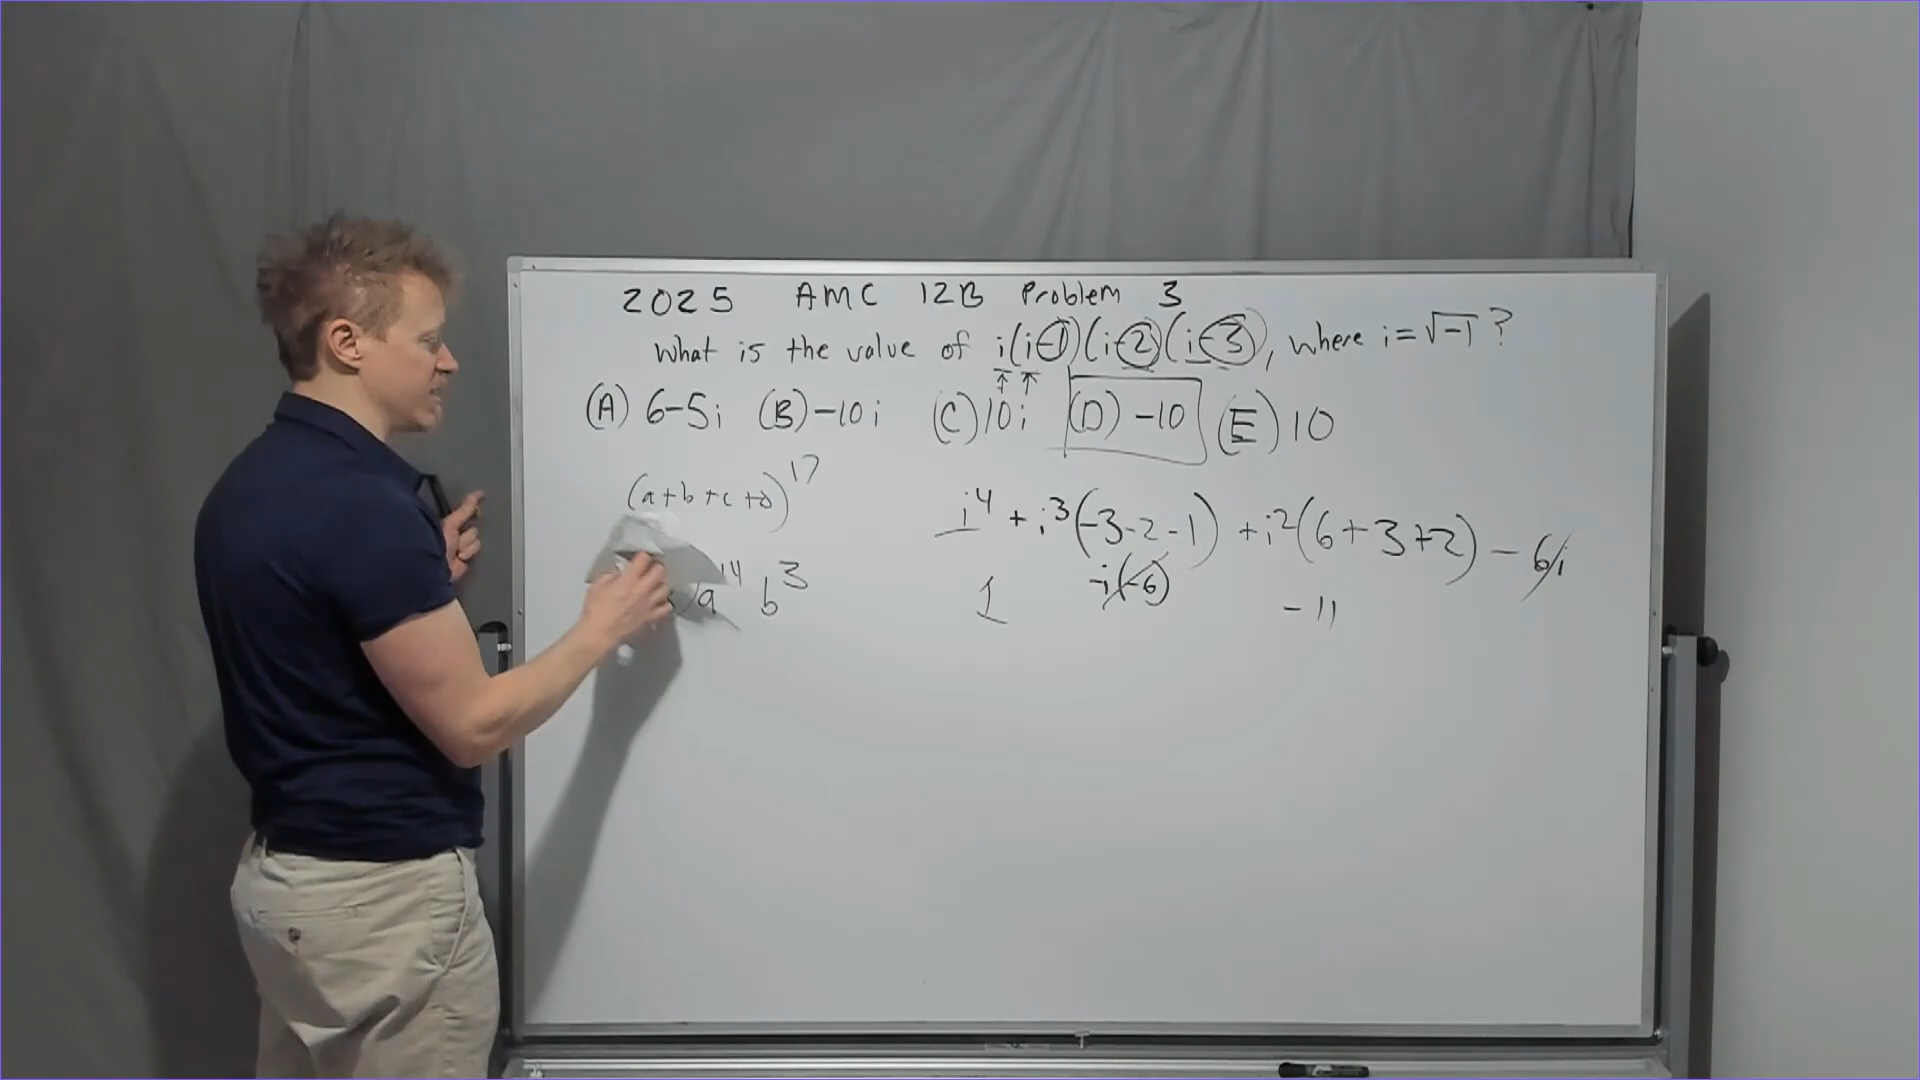 2025 AMC 12B Problem 3
What is the value of i(i-1)(i-2)(i-3), where i=√-1?
(A) 6-5i (B)-10i (C)10i (D) -10 (E)10
(a+b+c+d)^17
i^4 + i^3(-3-2-1) + i^2(6+3+2) - 6i
a^14 b^3
1 -i(-6) -11